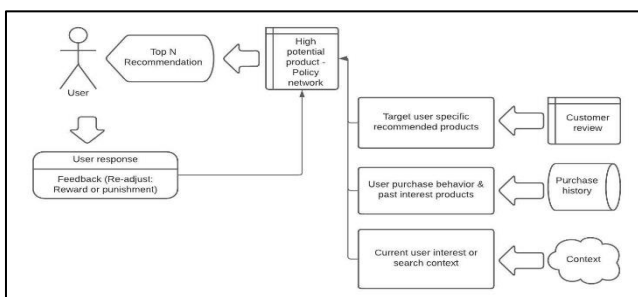 User
Top N
Recommendation
High
potential
product -
Policy
network
User response
Feedback (Re-adjust:
Reward or punishment)
Target user specific
recommended products
Customer
review
User purchase behavior &
past interest products
Purchase
history
Current user interest or
search context
Context